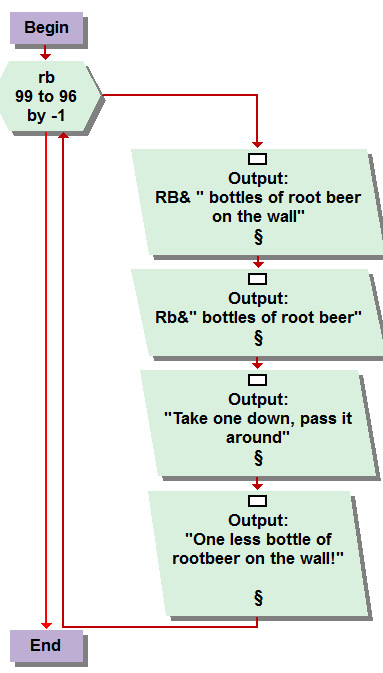 Begin
rb
99 to 96
by -1
Output:
RB& " bottles of root beer
on the wall"
§
Output:
Rb&" bottles of root beer"
§
Output:
"Take one down, pass it
around"
§
Output:
"One less bottle of
rootbeer on the wall!"
§
End